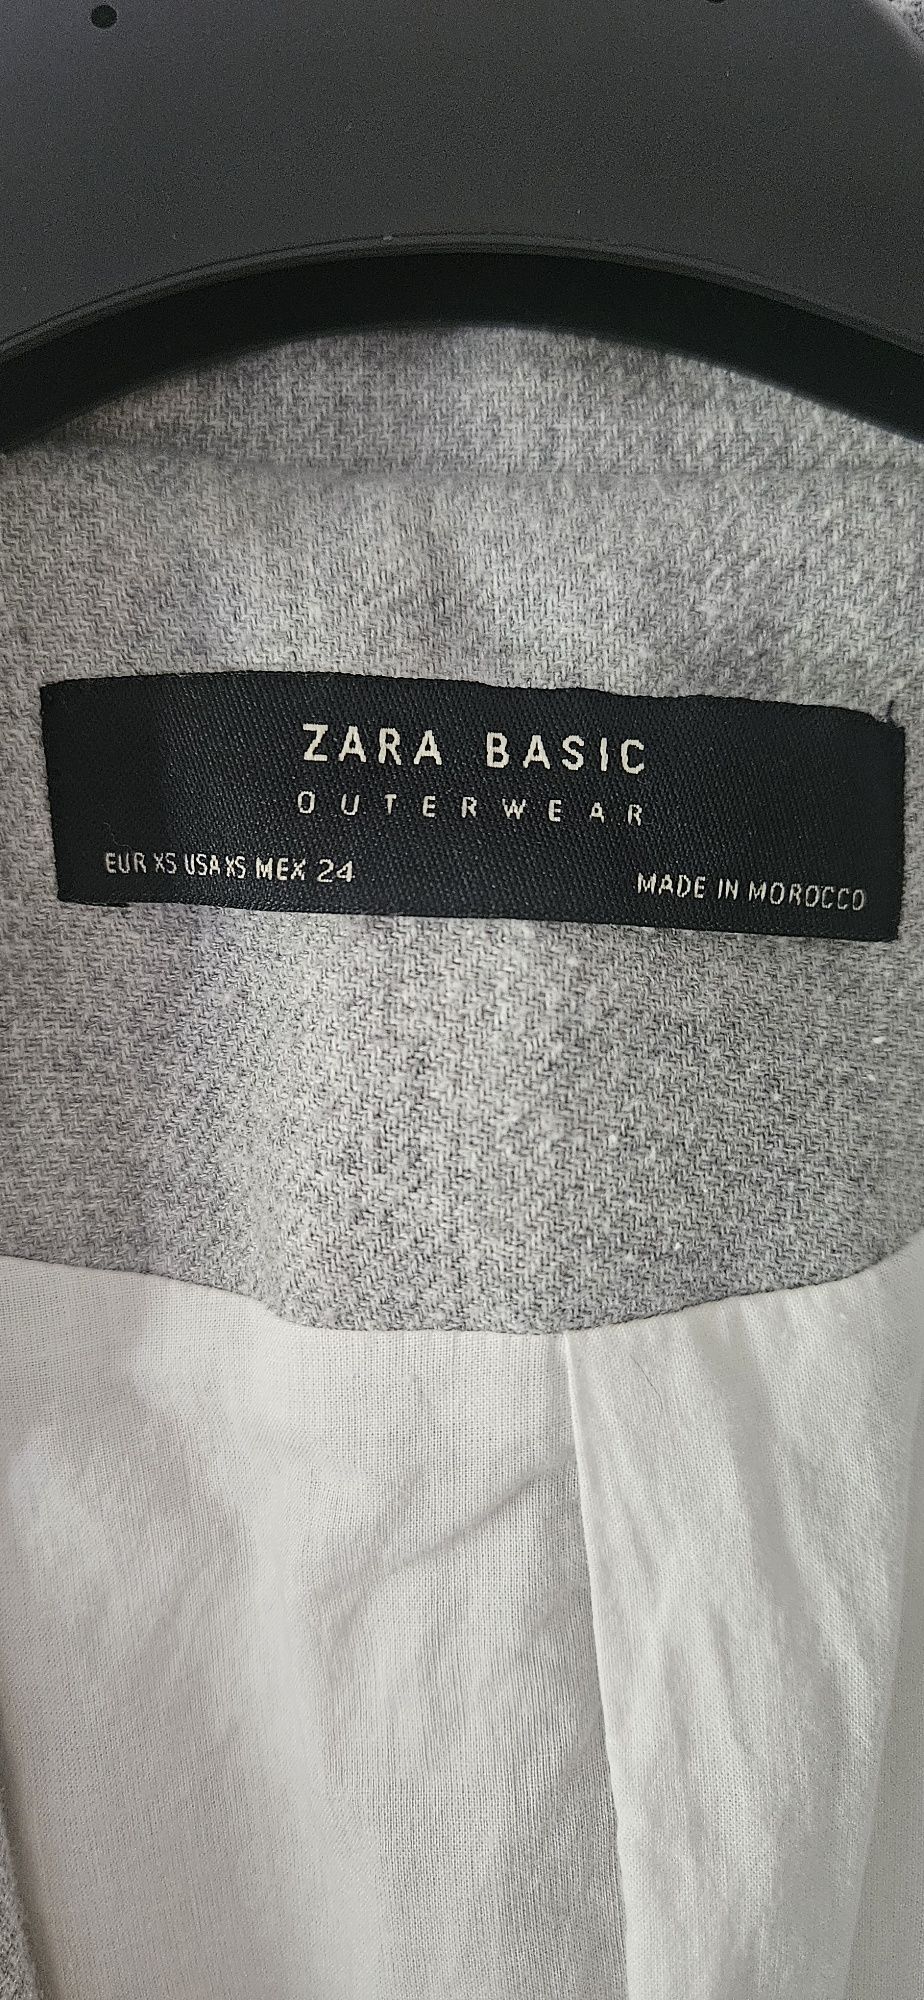 ZARA BASIC
OUTERWEAR
EUR XS USA XS MEX 24
MADE IN MOROCCO